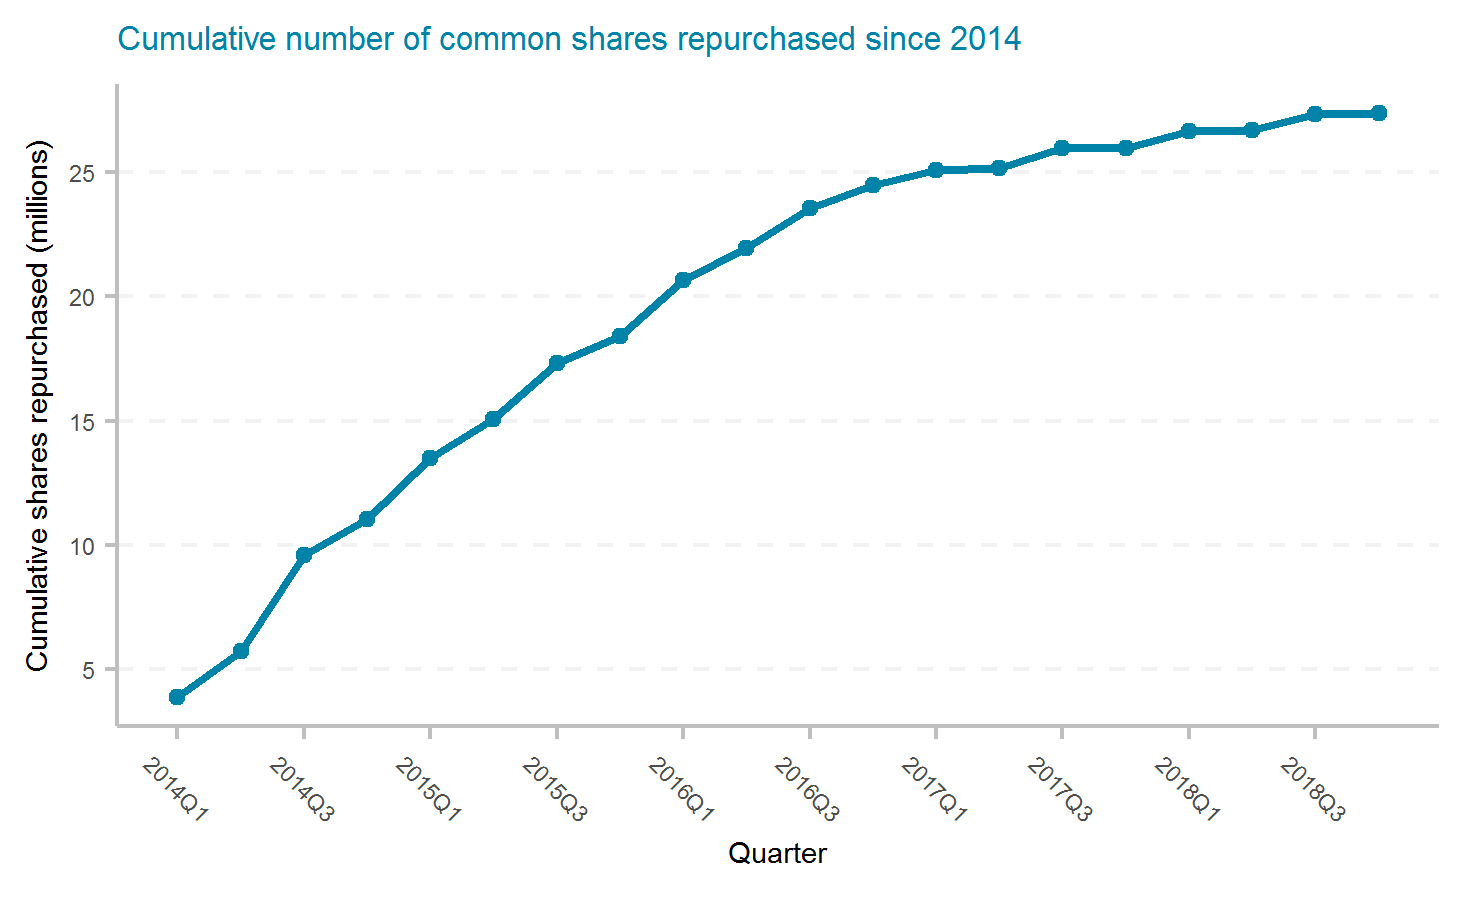 Cumulative number of common shares repurchased since 2014
Cumulative shares repurchased (millions)
25
20
15
10
5
2014Q1
2014Q3
2015Q1
2015Q3
2016Q1
2016Q3
2017Q1
2017Q3
2018Q1
2018Q3
Quarter